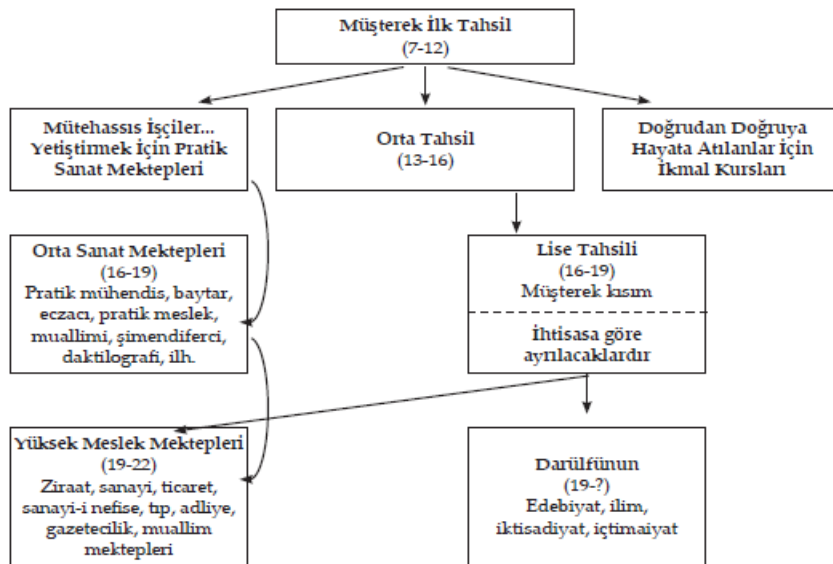 Müşterek İlk Tahsil
(7-12)
Mütehassıs İşçiler...
Yetiştirmek İçin Pratik
Sanat Mektepleri
Orta Tahsil
(13-16)
Doğrudan Doğruya
Hayata Atılanlar İçin
İkmal Kursları
Orta Sanat Mektepleri
(16-19)
Pratik mühendis, baytar,
eczacı, pratik meslek,
muallimi, şimendiferci,
daktilografi, ilh.
Lise Tahsili
(16-19)
Müşterek kısım
İhtisasa göre
ayrılacaklardır
Yüksek Meslek Mektepleri
(19-22)
Ziraat, sanayi, ticaret,
sanayi-i nefise, tıp, adliye,
gazetecilik, muallim
mektepleri
Darülfünun
(19-?)
Edebiyat, ilim,
iktisadiyat, içtimaiyat